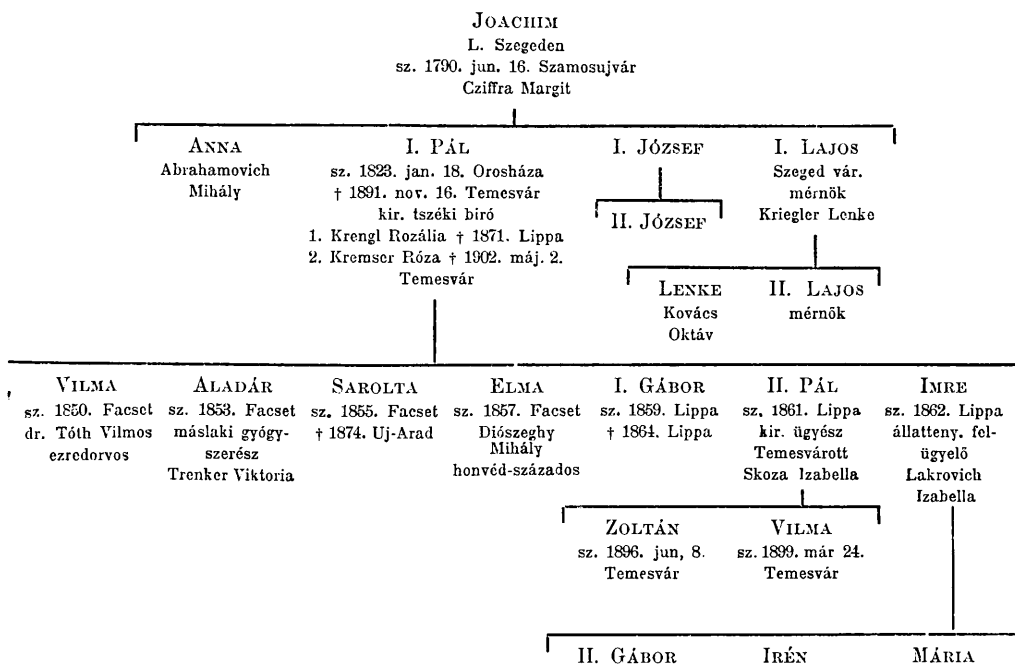 JOACHIM
L. Szegeden
sz. 1790. jun. 16. Szamosujvár
Cziffra Margit
ANNA
Abrahamovich
Mihály
I. PÁL
sz. 1823. jan. 18. Orosháza
† 1891. nov. 16. Temesvár
kir. tszéki biró
1. Krengl Rozália † 1871. Lippa
2. Kremser Róza † 1902. máj. 2.
Temesvár
I. JÓZSEF
II. JÓZSEF
I. LAJOS
Szeged vár.
mérnök
Kriegler Lenke
LENKE
Kovács
Oktáv
II. LAJOS
mérnök
VILMA
sz. 1850. Facset
dr. Tóth Vilmos
ezredorvos
ALADÁR
sz. 1853. Facset
máslaki gyógy-
szerész
Trenker Viktoria
SAROLTA
sz. 1855. Facset
† 1874. Uj-Arad
ELMA
sz. 1857. Facset
Diószeghy
Mihály
honvéd-százados
I. GÁBOR
sz. 1859. Lippa
† 1864. Lippa
II. PÁL
sz. 1861. Lippa
kir. ügyész
Temesvárott
Skoza Izabella
IMRE
sz. 1862. Lippa
állatteny. fel-
ügyelő
Lakrovich
Izabella
ZOLTÁN
sz. 1896. jun, 8.
Temesvár
VILMA
sz. 1899. már 24.
Temesvár
II. GÁBOR
IRÉN
MÁRIA